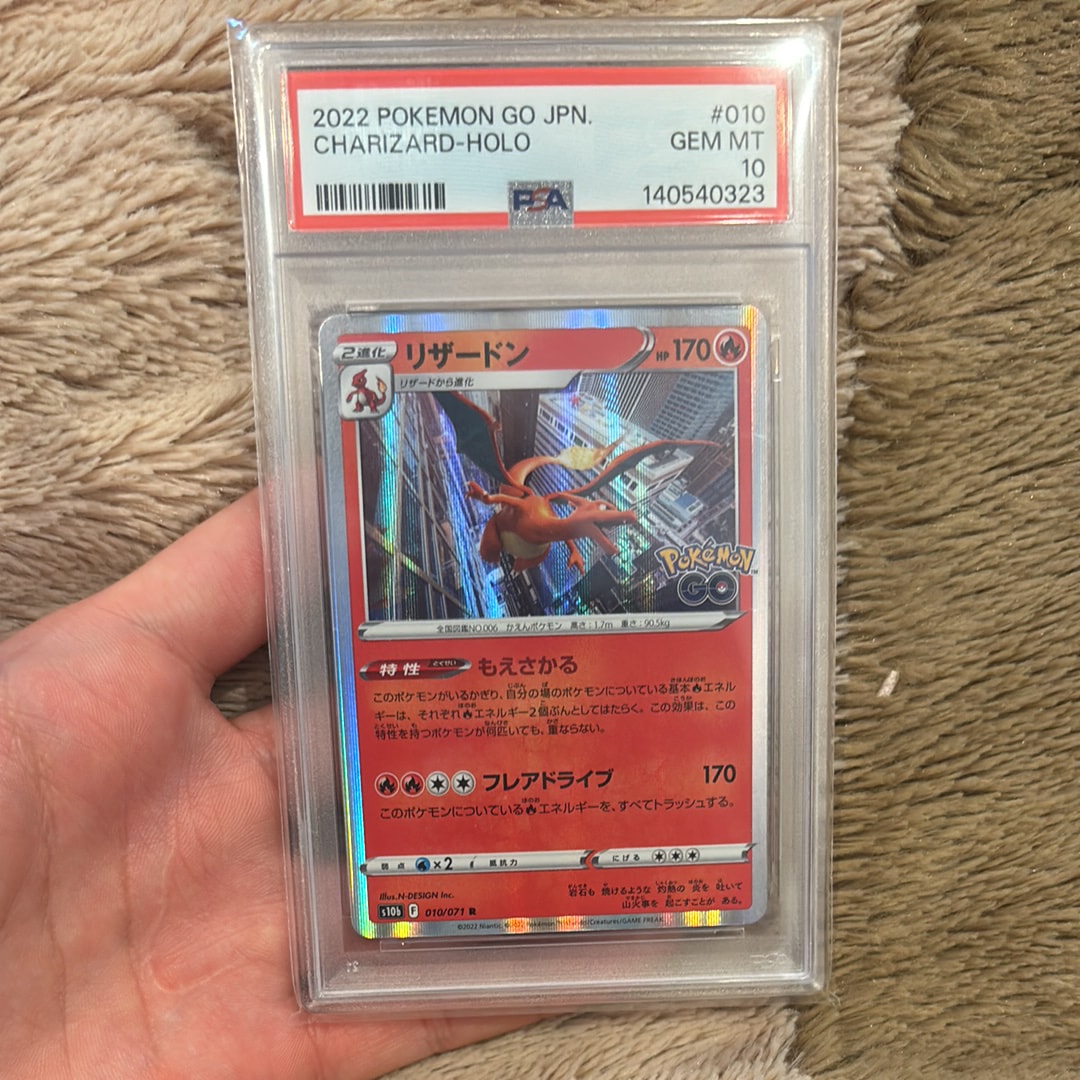 2022 POKEMON GO JPN. #010
CHARIZARD-HOLO GEM MT
10
PSA 140540323
2進化 リザードン HP 170
リザードから進化
POKéMON™
GO
全国図鑑NO.006 かえんポケモン 高さ:1.7m 重さ:90.5kg
特性 とくせい もえさかる
このポケモンがいるかぎり、自分の場のポケモンについている基本エネル
ギーは、それぞれエネルギー2個ぶんとしてはたらく。この効果は、この
特性を持つポケモンが何匹いても、重ならない。
フレアドライブ 170
このポケモンについているエネルギーを、すべてトラッシュする。
弱点 ×2 抵抗力 にげる
Illus.N-DESIGN Inc.
岩石も 焼けるような 灼熱の 炎を 吐いて
山火事を 起こすことが ある。
s10b F 010/071 R
©2022 Niantic, Pokémon Creatures/GAME FREAK